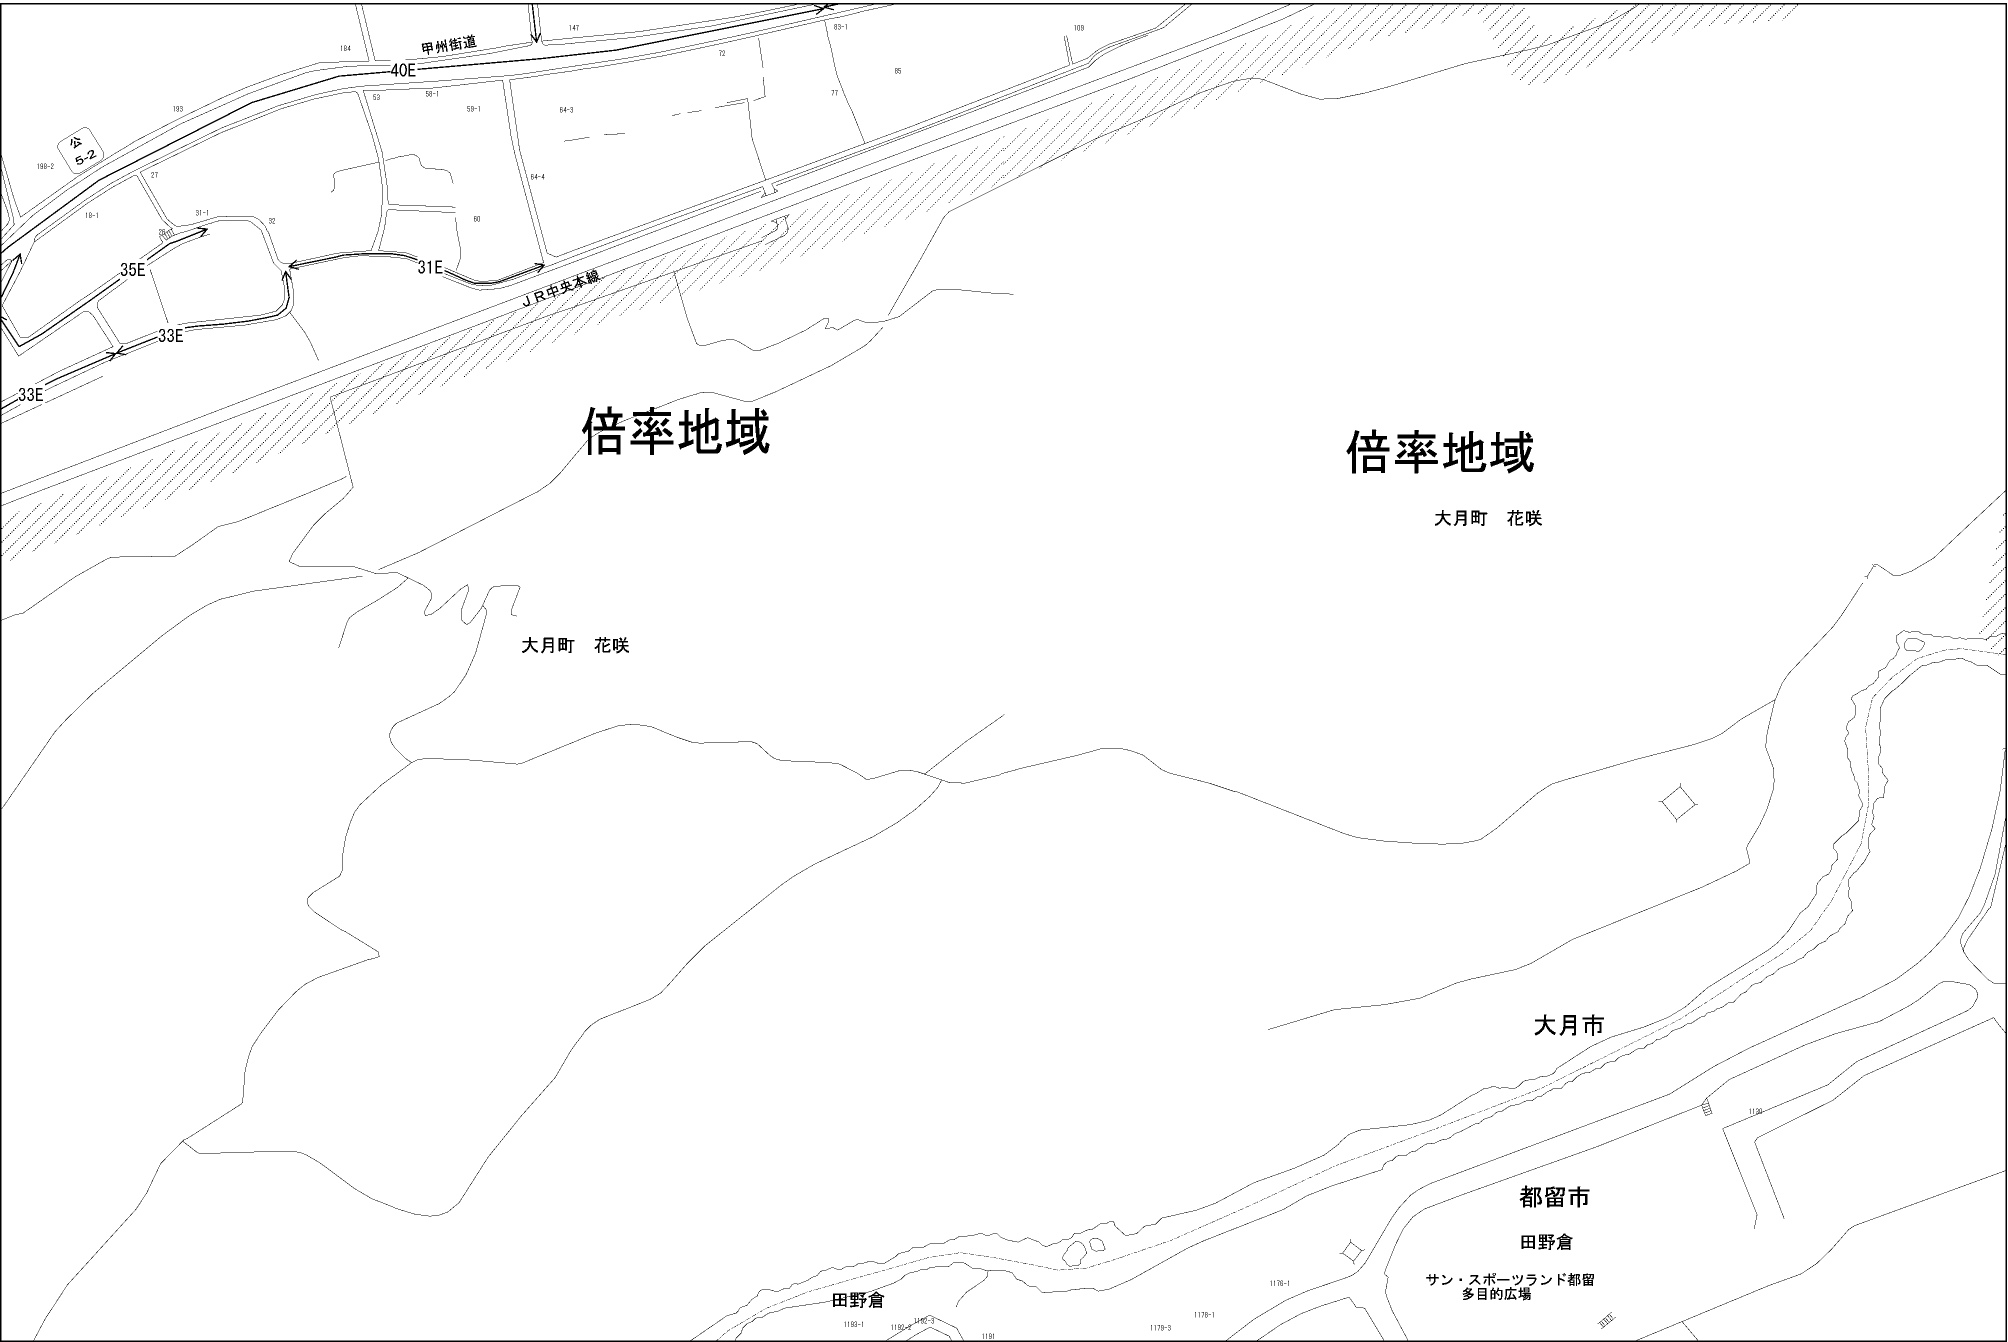 147
83-1
109
184
甲州街道
72
40E
85
53
58-1
77
193
59-1
64-3
公
5-2
198-2
27
64-4
18-1
31-1
32
60
28
35E
31E
JR中央本線
33E
33E
倍率地域
倍率地域
大月町 花咲
大月町 花咲
大月市
1130
都留市
田野倉
サン・スポーツランド都留
多目的広場
1176-1
田野倉
1178-1
1193-1
1192-2
1192-3
1179-3
1191